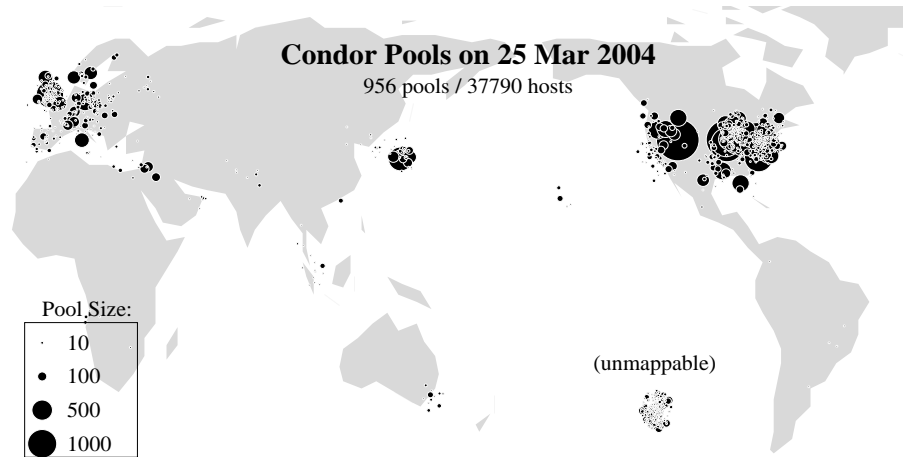 Condor Pools on 25 Mar 2004
956 pools / 37790 hosts
Pool Size:
10
100
500
1000
(unmappable)